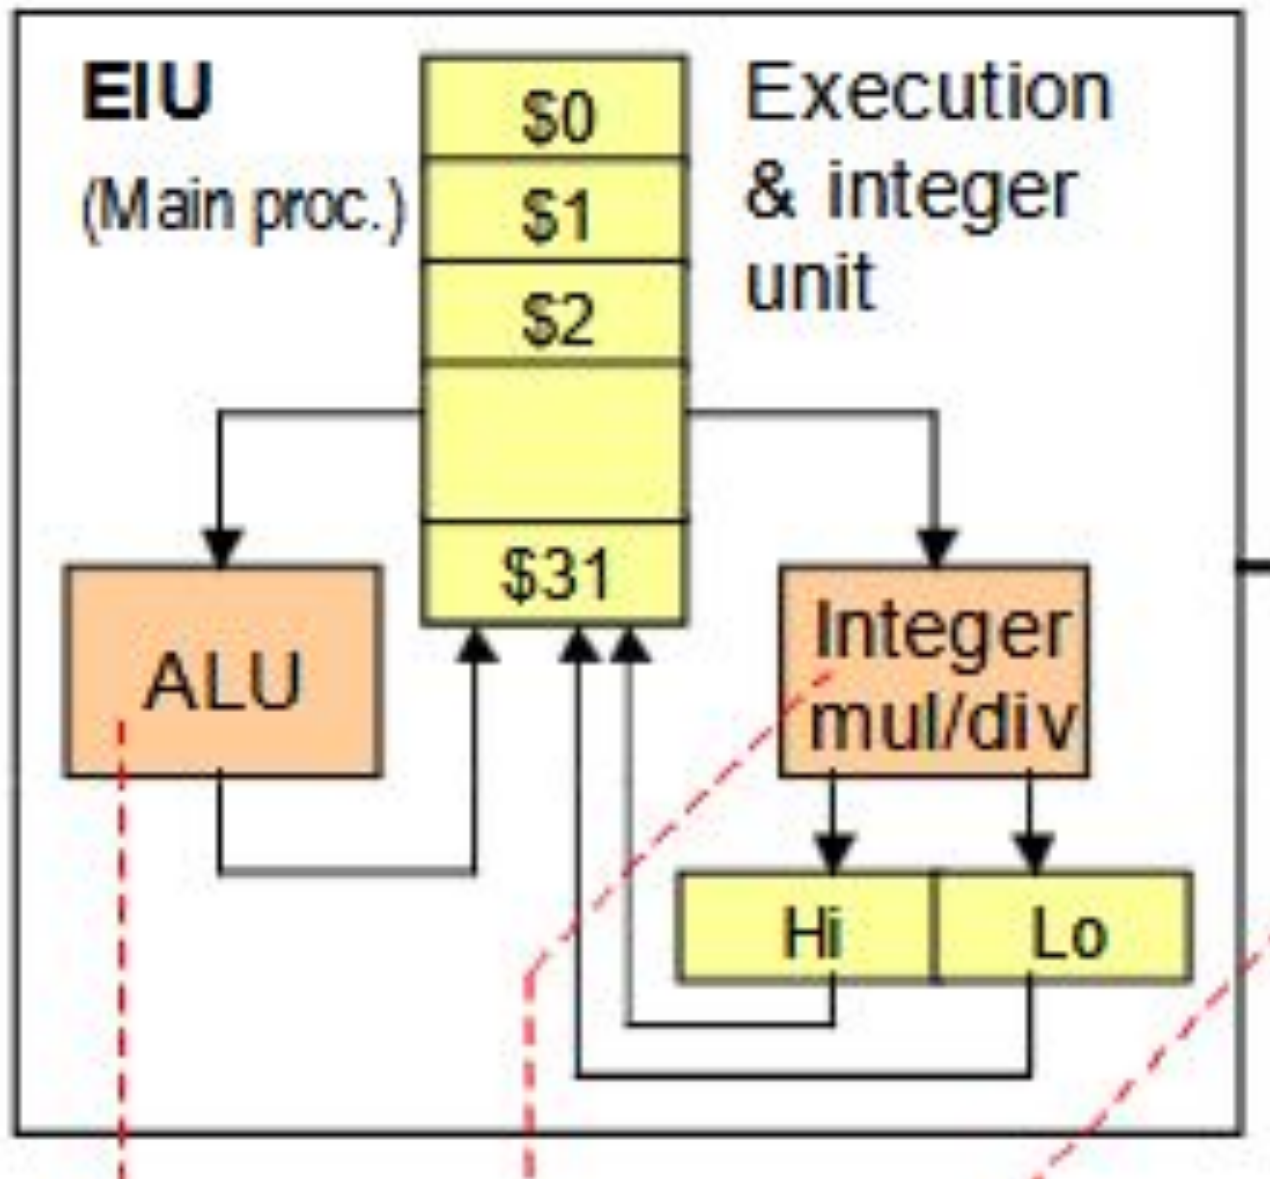 EIU
(Main proc.)
$0
$1
$2
$31
Execution
& integer
unit
ALU
Integer
mul/div
Hi
Lo